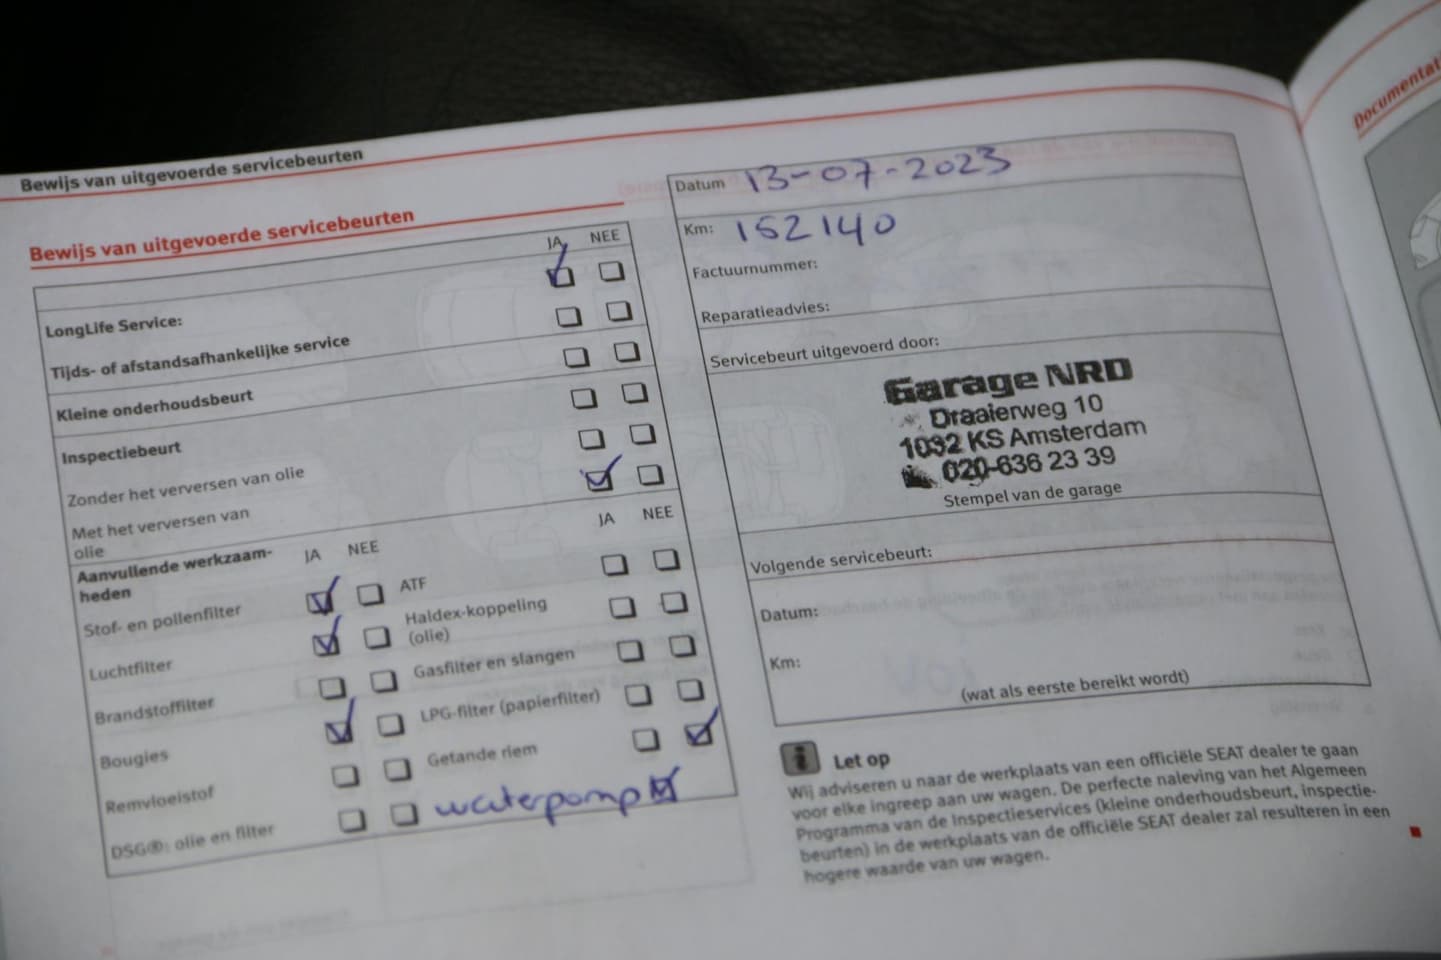 Bewijs van uitgevoerde servicebeurten
Bewijs van uitgevoerde servicebeurten
JA NEE
LongLife Service:
Tijds- of afstandsafhankelijke service
Kleine onderhoudsbeurt
Inspectiebeurt
Zonder het verversen van olie
Met het verversen van
olie
Aanvullende werkzaam-
heden
JA NEE
JA NEE
Stof- en pollenfilter
Luchtfilter
Brandstoffilter
Bougies
Remvloeistof
DSG®: olie en filter
ATF
Haldex-koppeling
(olie)
Gasfilter en slangen
LPG-filter (papierfilter)
Getande riem
waterpomp
Datum 13-07-2023
Km: 152140
Factuurnummer:
Reparatieadvies:
Servicebeurt uitgevoerd door:
Garage NRD
Draaierweg 10
1032 KS Amsterdam
020-636 23 39
Stempel van de garage
Volgende servicebeurt:
Datum:
Km:
(wat als eerste bereikt wordt)
Let op
Wij adviseren u naar de werkplaats van een officiële SEAT dealer te gaan
voor elke ingreep aan uw wagen. De perfecte naleving van het Algemeen
Programma van de Inspectieservices (kleine onderhoudsbeurt, inspectie-
beurten) in de werkplaats van de officiële SEAT dealer zal resulteren in een
hogere waarde van uw wagen.